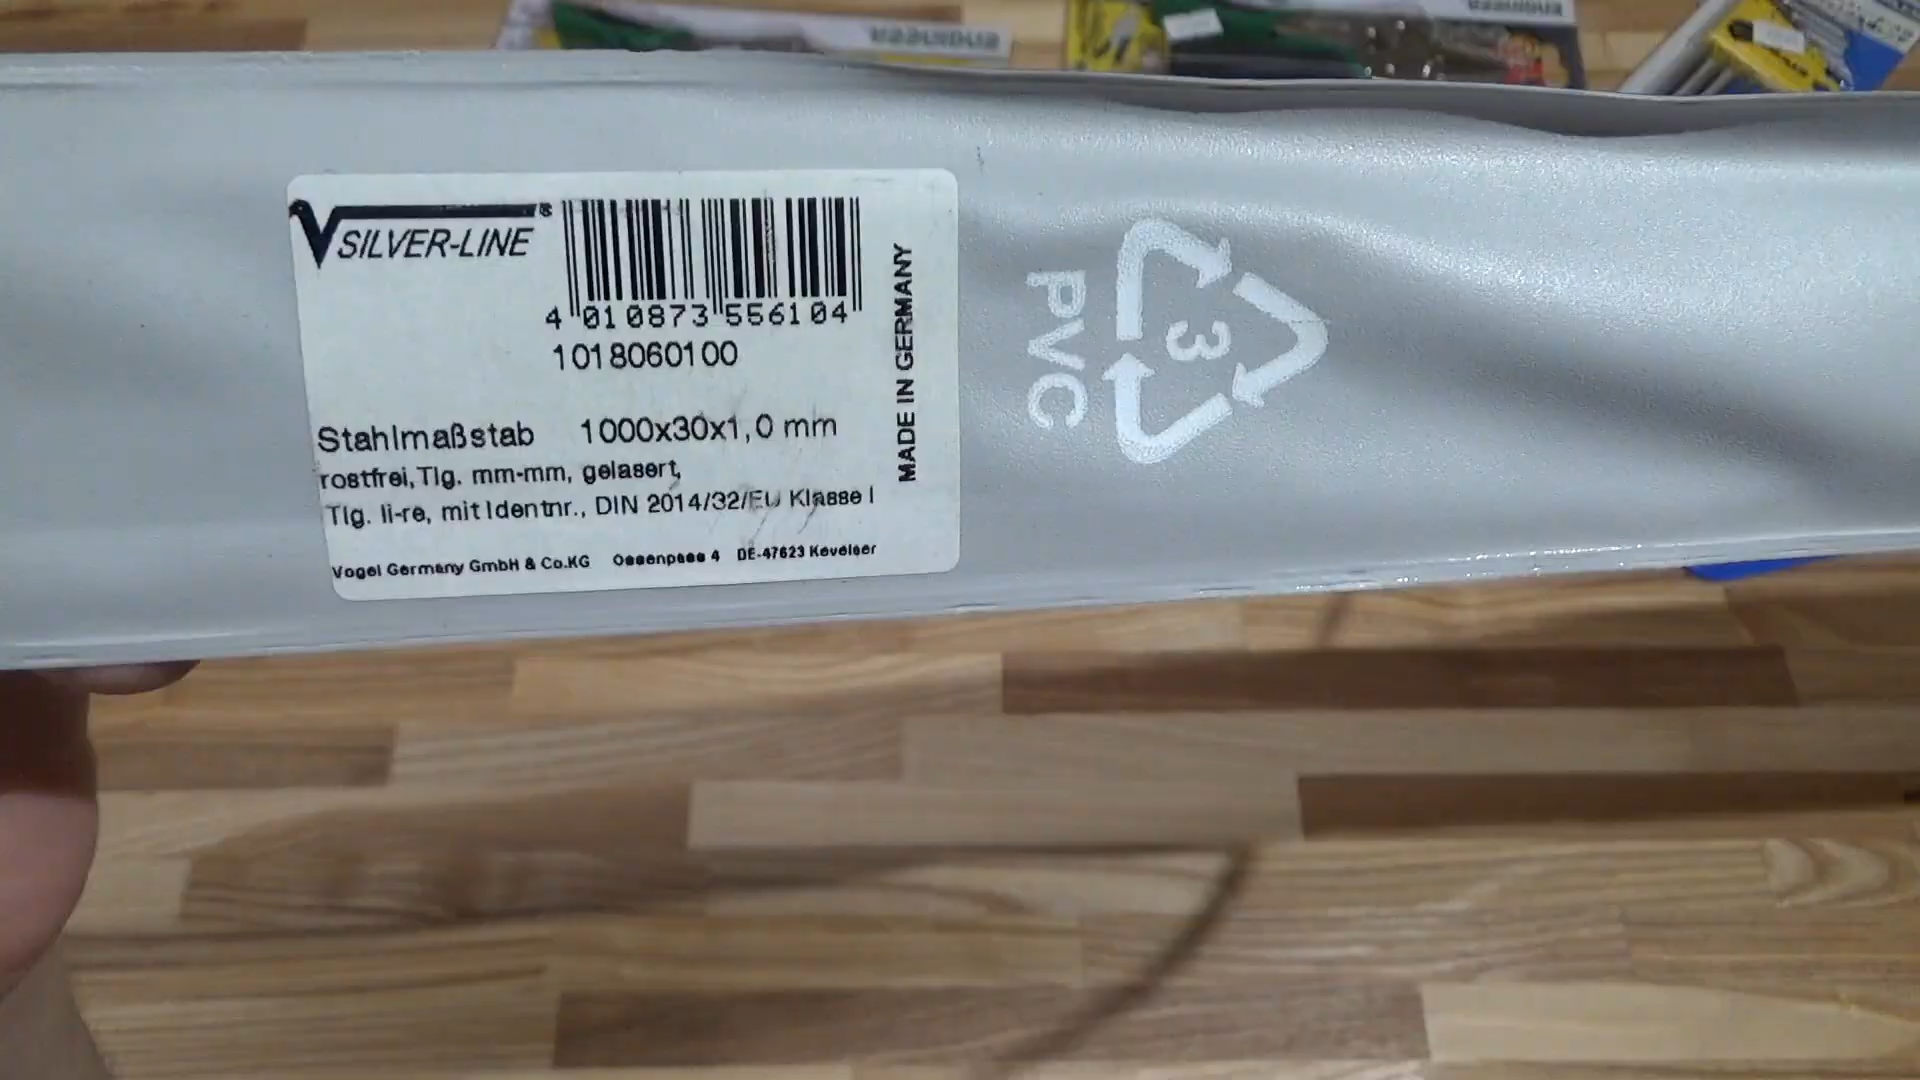 SILVER-LINE®
4 010873 556104
1018060100
MADE IN GERMANY
Stahlmaßstab 1000x30x1,0 mm
rostfrei, Tlg. mm-mm, gelasert,
Tlg. li-re, mit Identnr., DIN 2014/32/EU Klasse I
Vogel Germany GmbH & Co.KG Ossenpass 4 DE-47623 Kevelaer
3
PVC
ENGINEER
ENGINEER